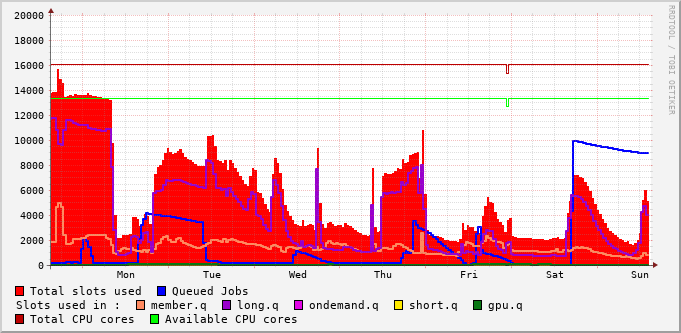 20000
18000
16000
14000
12000
10000
8000
6000
4000
2000
0
Mon Tue Wed Thu Fri Sat Sun
RRDTOOL / TOBI OETIKER
Total slots used Queued Jobs
Slots used in : member.q long.q ondemand.q short.q gpu.q
Total CPU cores Available CPU cores